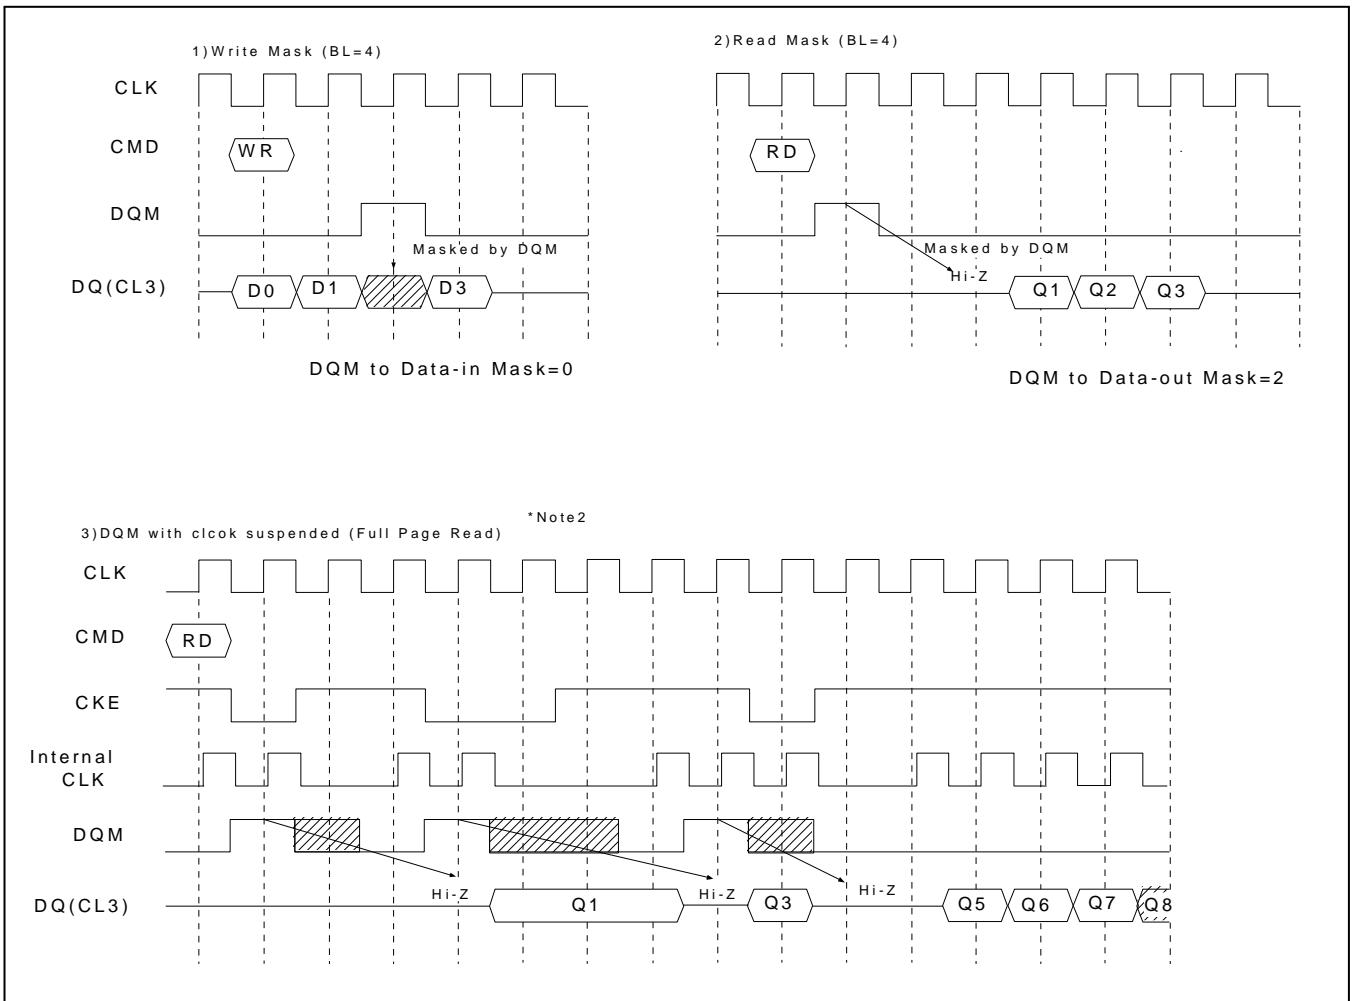 1)Write Mask (BL=4)
2)Read Mask (BL=4)
CLK
CMD
WR
RD
DQM
Masked by DQM
Masked by DQM
Hi-Z
DQ(CL3)
D0
D1
D3
Q1
Q2
Q3
DQM to Data-in Mask=0
DQM to Data-out Mask=2
*Note2
3)DQM with clcok suspended (Full Page Read)
CLK
CMD
RD
CKE
Internal
CLK
DQM
Hi-Z
Hi-Z
Hi-Z
DQ(CL3)
Q1
Q3
Q5
Q6
Q7
Q8